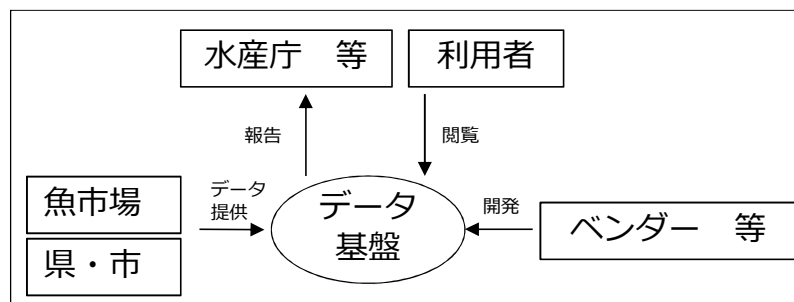 水産庁　等
利用者
報告
閲覧
魚市場
データ
提供
データ
基盤
開発
ベンダー　等
県・市